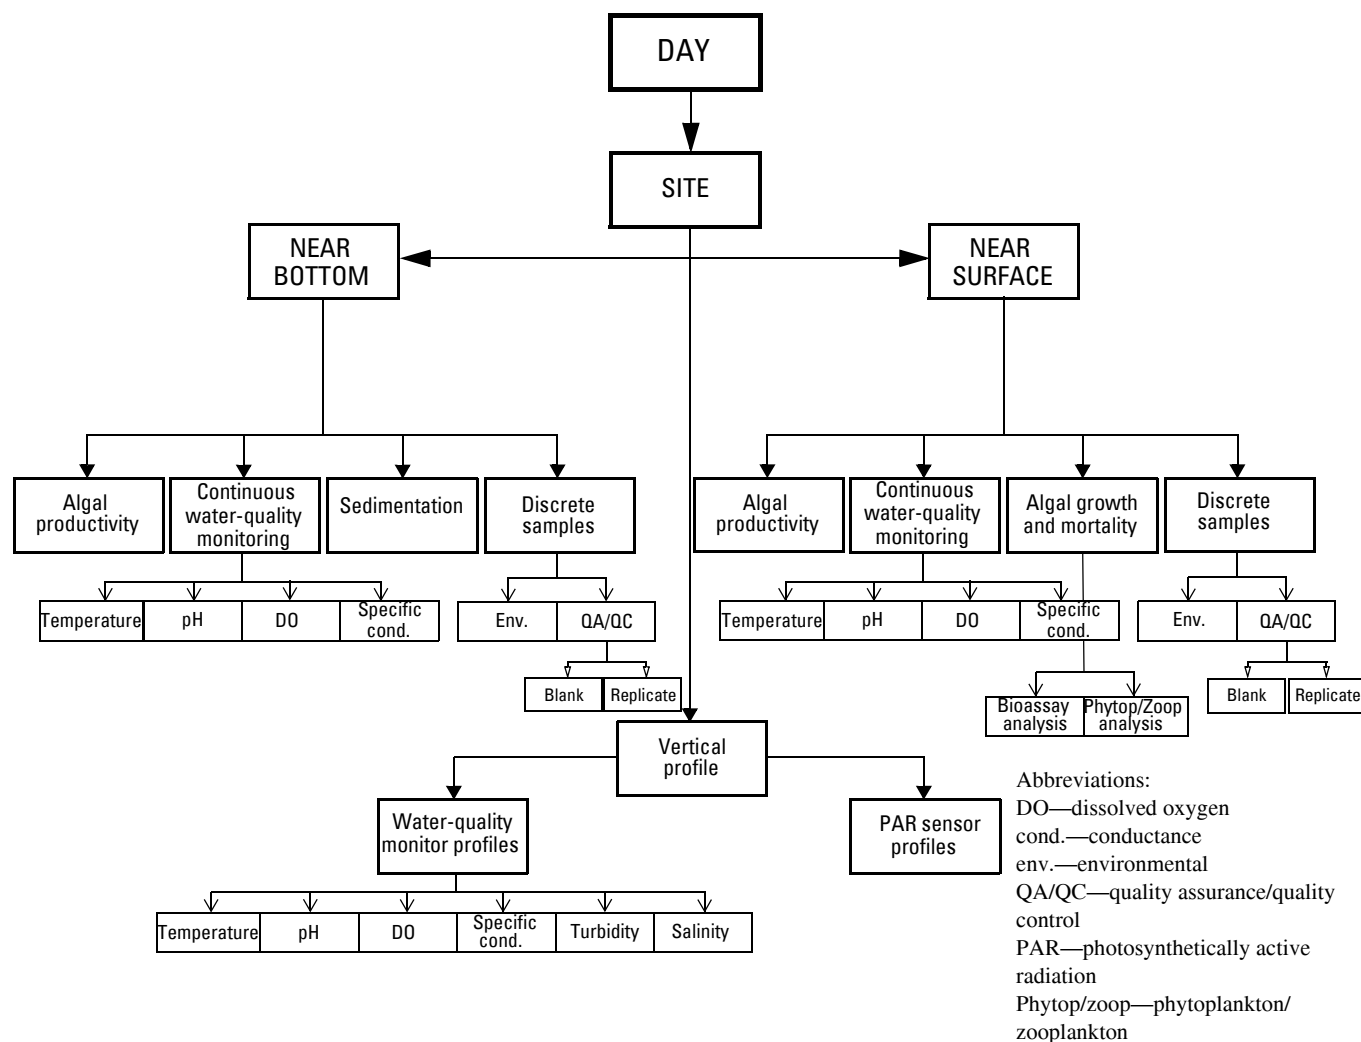 DAY
SITE
NEAR
BOTTOM
NEAR
SURFACE
Algal
productivity
Continuous
water-quality
monitoring
Sedimentation
Discrete
samples
Algal
productivity
Continuous
water-quality
monitoring
Algal growth
and mortality
Discrete
samples
Temperature
pH
DO
Specific
cond.
Env.
QA/QC
Temperature
pH
DO
Specific
cond.
Env.
QA/QC
Blank
Replicate
Bioassay
analysis
Phytop/Zoop
analysis
Blank
Replicate
Vertical
profile
Water-quality
monitor profiles
PAR sensor
profiles
Temperature
pH
DO
Specific
cond.
Turbidity
Salinity
Abbreviations:
DO—dissolved oxygen
cond.—conductance
env.—environmental
QA/QC—quality assurance/quality
control
PAR—photosynthetically active
radiation
Phytop/zoop—phytoplankton/
zooplankton